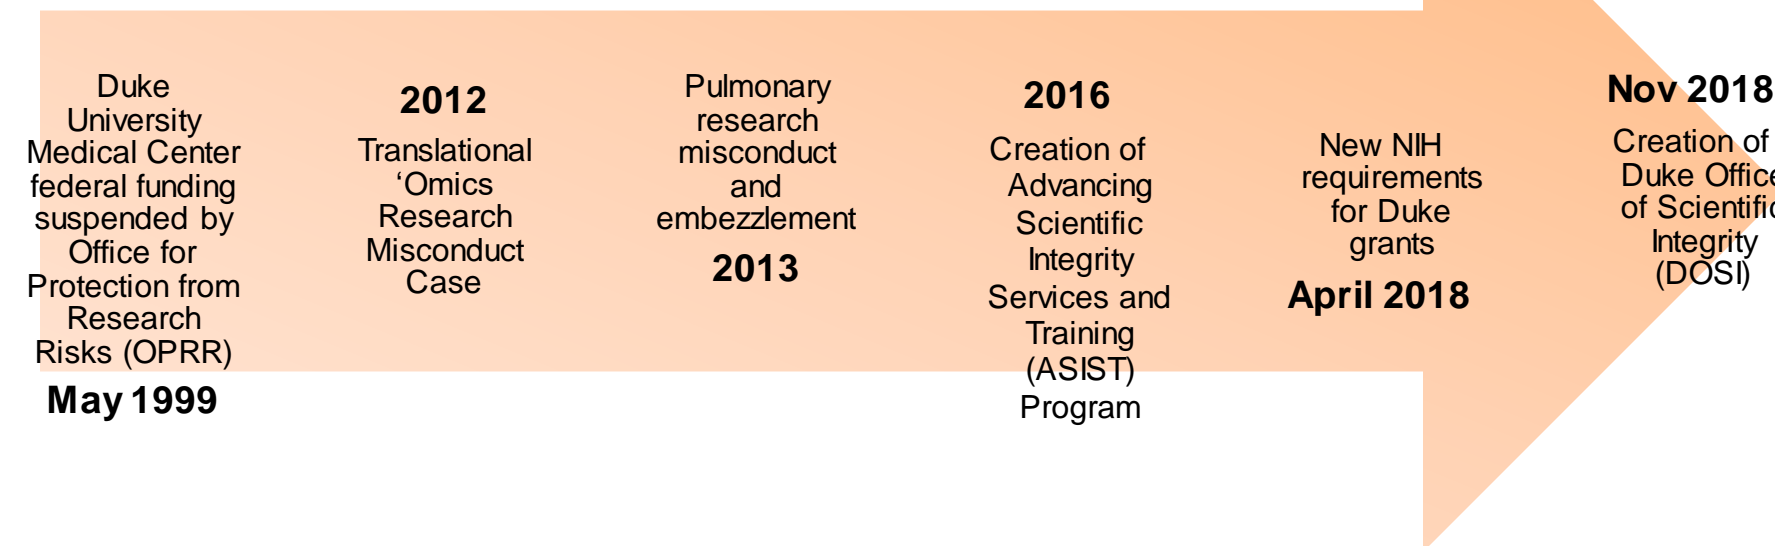 Duke
University
Medical Center
federal funding
suspended by
Office for
Protection from
Research
Risks (OPRR)
May 1999
2012
Translational
‘Omics
Research
Misconduct
Case
Pulmonary
research
misconduct
and
embezzlement
2013
2016
Creation of
Advancing
Scientific
Integrity
Services and
Training
(ASIST)
Program
New NIH
requirements
for Duke
grants
April 2018
Nov 2018
Creation of
Duke Office
of Scientific
Integrity
(DOSI)